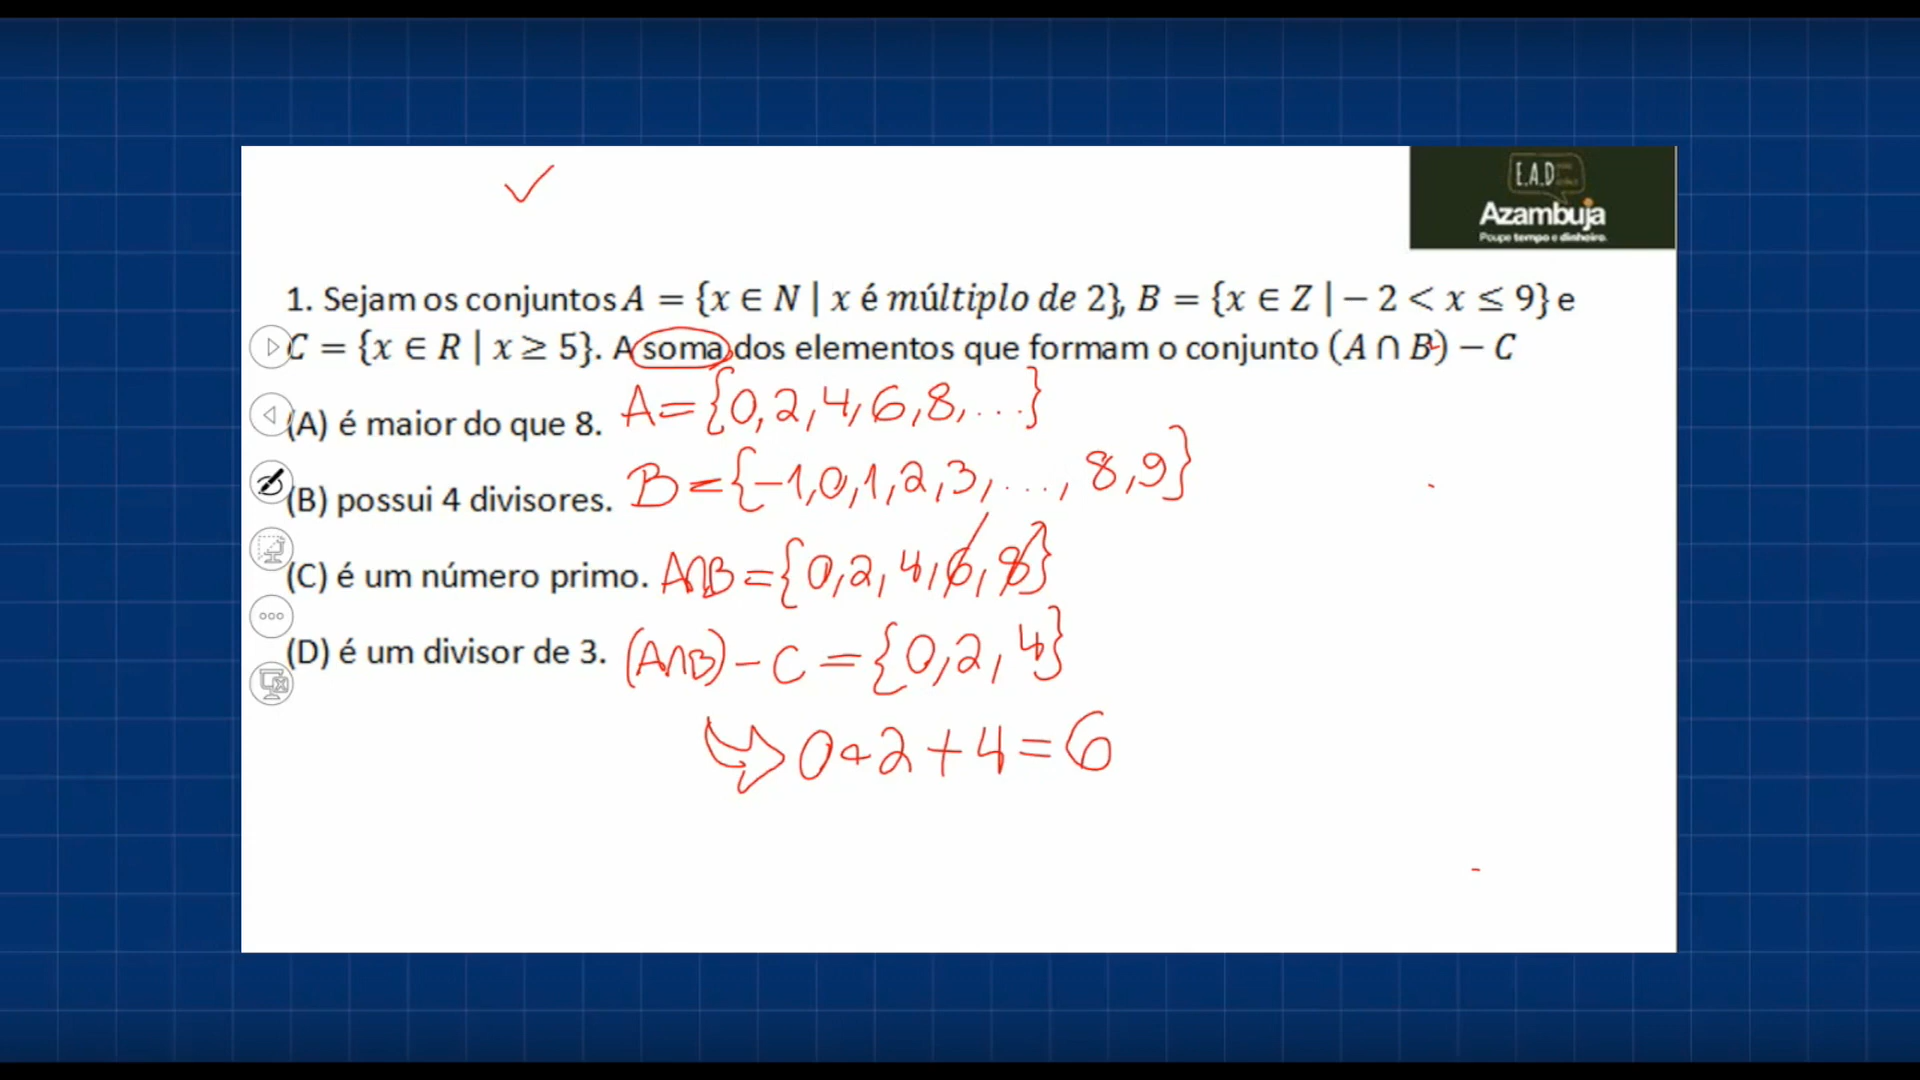 E.A.D
Azambuja
Poupe tempo e dinheiro.
1. Sejam os conjuntos A = {x ∈ N | x é múltiplo de 2}, B = {x ∈ Z | − 2 < x ≤ 9} e
C = {x ∈ R | x ≥ 5}. A soma dos elementos que formam o conjunto (A ∩ B) − C
A={0,2,4,6,8,...}
(A) é maior do que 8.
B={-1,0,1,2,3,...,8,9}
(B) possui 4 divisores.
(C) é um número primo. A∩B={0,2,4,6,8}
(D) é um divisor de 3. (A∩B)-C={0,2,4}
0+2+4=6